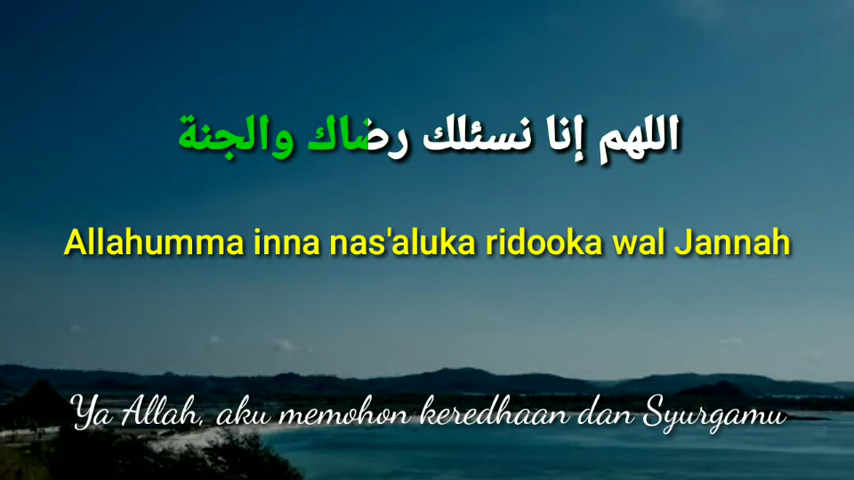 اللهم إنا نسئلك رضاك والجنة
Allahumma inna nas'aluka ridooka wal Jannah
Ya Allah, aku memohon keredhaan dan Syurgamu